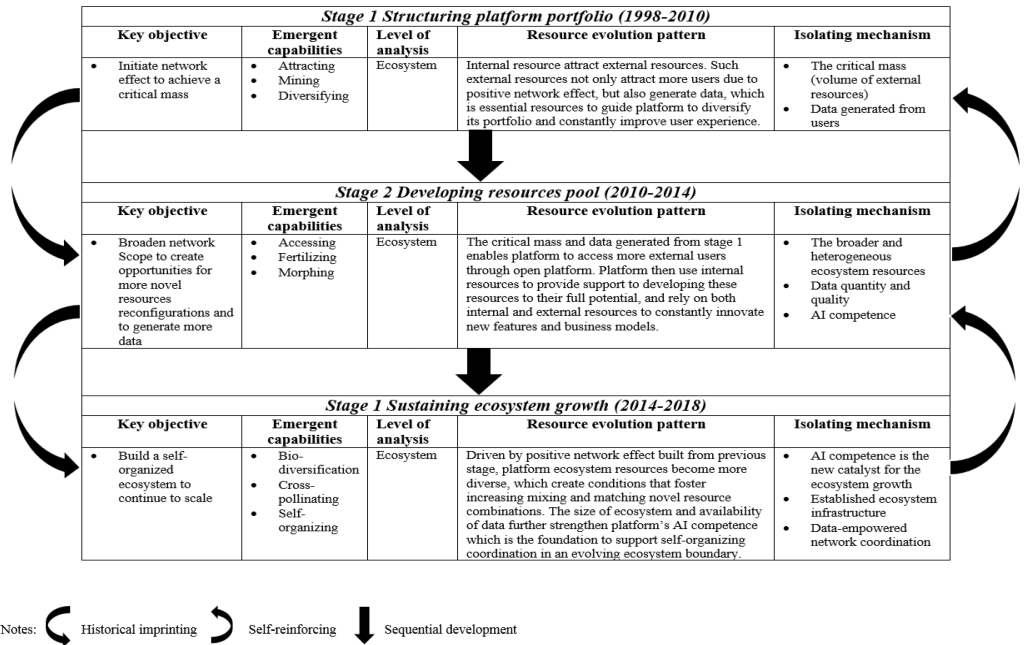 Stage 1 Structuring platform portfolio (1998-2010)
Key objective
Emergent
capabilities
Level of
analysis
Resource evolution pattern
Isolating mechanism
• Initiate network
effect to achieve a
critical mass
• Attracting
• Mining
• Diversifying
Ecosystem
Internal resource attract external resources. Such
external resources not only attract more users due to
positive network effect, but also generate data, which
is essential resources to guide platform to diversify
its portfolio and constantly improve user experience.
• The critical mass
(volume of external
resources)
• Data generated from
users
Stage 2 Developing resources pool (2010-2014)
Key objective
Emergent
capabilities
Level of
analysis
Resource evolution pattern
Isolating mechanism
• Broaden network
Scope to create
opportunities for
more novel
resources
reconfigurations and
to generate more
data
• Accessing
• Fertilizing
• Morphing
Ecosystem
The critical mass and data generated from stage 1
enables platform to access more external users
through open platform. Platform then use internal
resources to provide support to developing these
resources to their full potential, and rely on both
internal and external resources to constantly innovate
new features and business models.
• The broader and
heterogeneous
ecosystem resources
• Data quantity and
quality
• AI competence
Stage 1 Sustaining ecosystem growth (2014-2018)
Key objective
Emergent
capabilities
Level of
analysis
Resource evolution pattern
Isolating mechanism
• Build a self-
organized
ecosystem to
continue to scale
• Bio-
diversification
• Cross-
pollinating
• Self-
organizing
Ecosystem
Driven by positive network effect built from previous
stage, platform ecosystem resources become more
diverse, which create conditions that foster
increasing mixing and matching novel resource
combinations. The size of ecosystem and availability
of data further strengthen platform's AI competence
which is the foundation to support self-organizing
coordination in an evolving ecosystem boundary.
• AI competence is the
new catalyst for the
ecosystem growth
• Established ecosystem
infrastructure
• Data-empowered
network coordination
Notes: Historical imprinting Self-reinforcing Sequential development